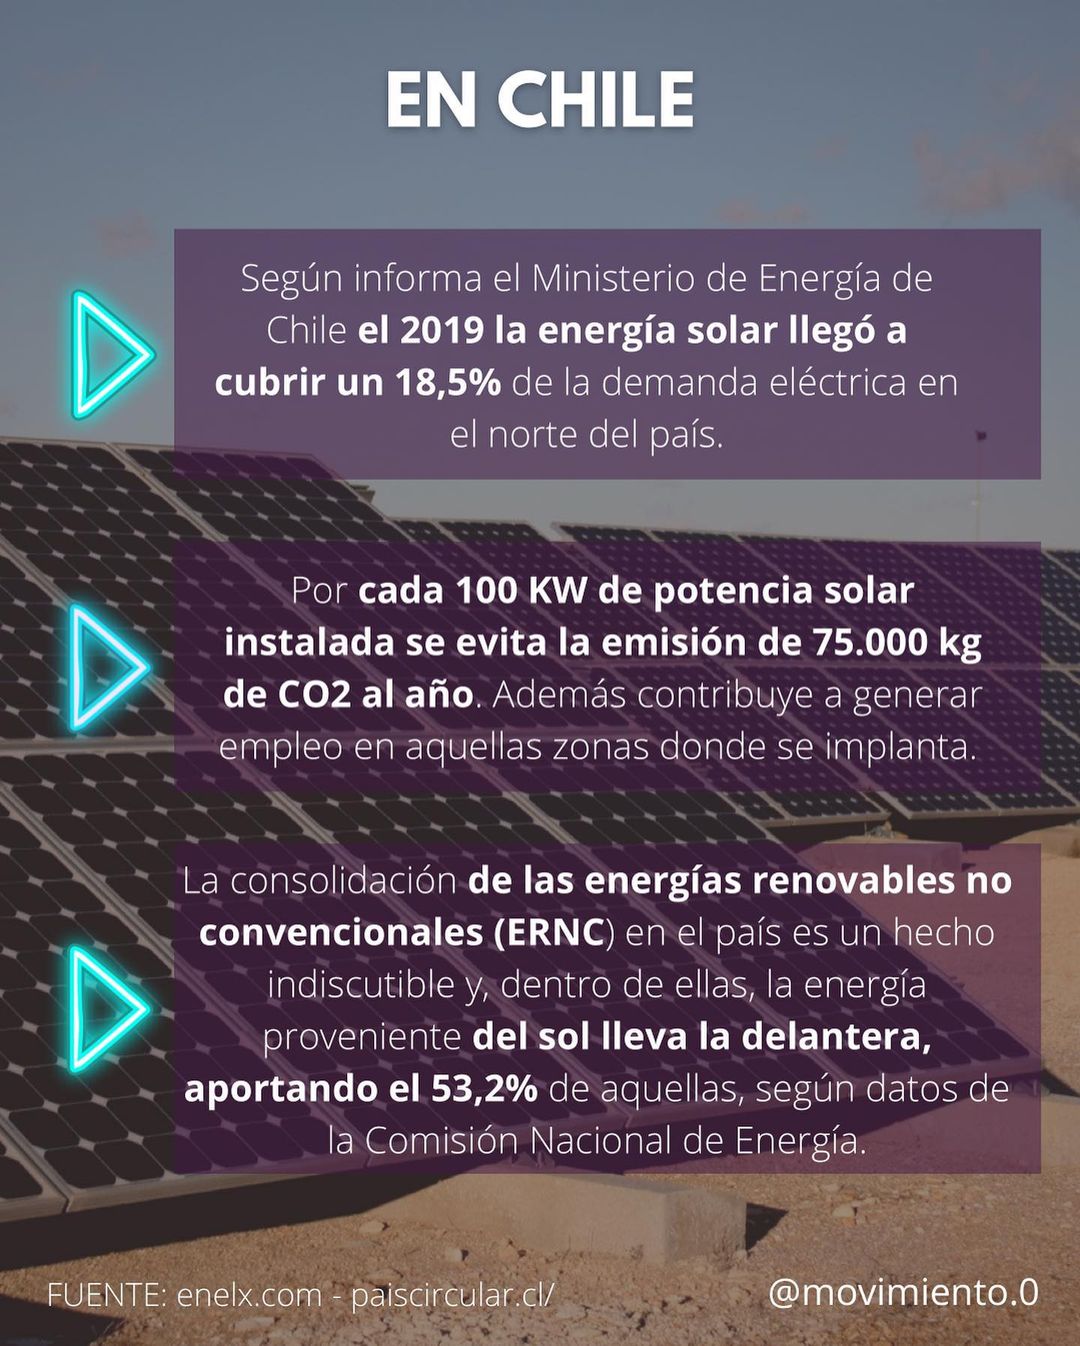 EN CHILE
Según informa el Ministerio de Energía de
Chile el 2019 la energía solar llegó a
cubrir un 18,5% de la demanda eléctrica en
el norte del país.
Por cada 100 KW de potencia solar
instalada se evita la emisión de 75.000 kg
de CO2 al año. Además contribuye a generar
empleo en aquellas zonas donde se implanta.
La consolidación de las energías renovables no
convencionales (ERNC) en el país es un hecho
indiscutible y, dentro de ellas, la energía
proveniente del sol lleva la delantera,
aportando el 53,2% de aquellas, según datos de
la Comisión Nacional de Energía.
FUENTE: enelx.com - paiscircular.cl/
@movimiento.0